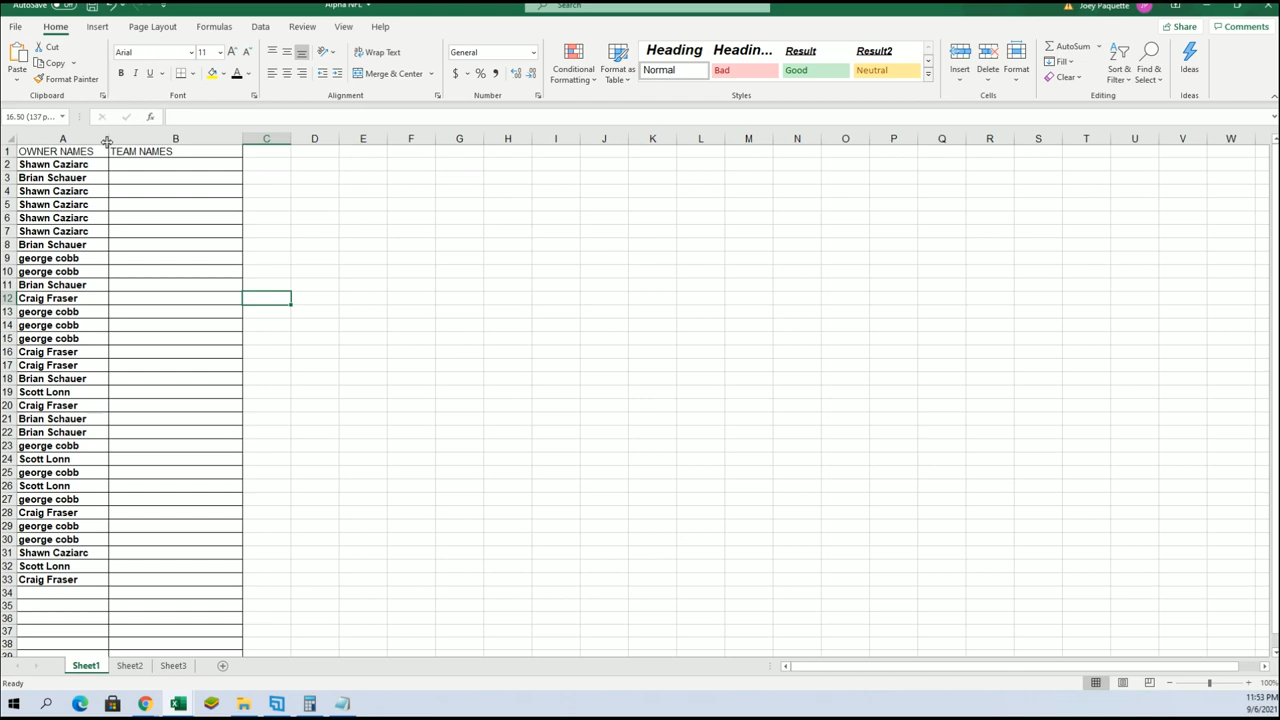 AutoSave Off Alpha NFL Search Joey Paquette JP
File Home Insert Page Layout Formulas Data Review View Help Share Comments
Paste Cut Copy Format Painter Clipboard
Arial 11 B I U A Font
Wrap Text Merge & Center Alignment
General $ % Number
Conditional Formatting Format as Table
Heading Headin... Result Result2
Normal Bad Good Neutral Styles
Insert Delete Format Cells
AutoSum Fill Clear Sort & Filter Find & Select Editing
Ideas Ideas
16.50 (137 p... fx
A B C D E F G H I J K L M N O P Q R S T U V W
1 OWNER NAMES TEAM NAMES
2 Shawn Caziarc
3 Brian Schauer
4 Shawn Caziarc
5 Shawn Caziarc
6 Shawn Caziarc
7 Shawn Caziarc
8 Brian Schauer
9 george cobb
10 george cobb
11 Brian Schauer
12 Craig Fraser
13 george cobb
14 george cobb
15 george cobb
16 Craig Fraser
17 Craig Fraser
18 Brian Schauer
19 Scott Lonn
20 Craig Fraser
21 Brian Schauer
22 Brian Schauer
23 george cobb
24 Scott Lonn
25 george cobb
26 Scott Lonn
27 george cobb
28 Craig Fraser
29 george cobb
30 george cobb
31 Shawn Caziarc
32 Scott Lonn
33 Craig Fraser
34
35
36
37
38
39
Sheet1 Sheet2 Sheet3
Ready 100%
11:53 PM
9/6/2021